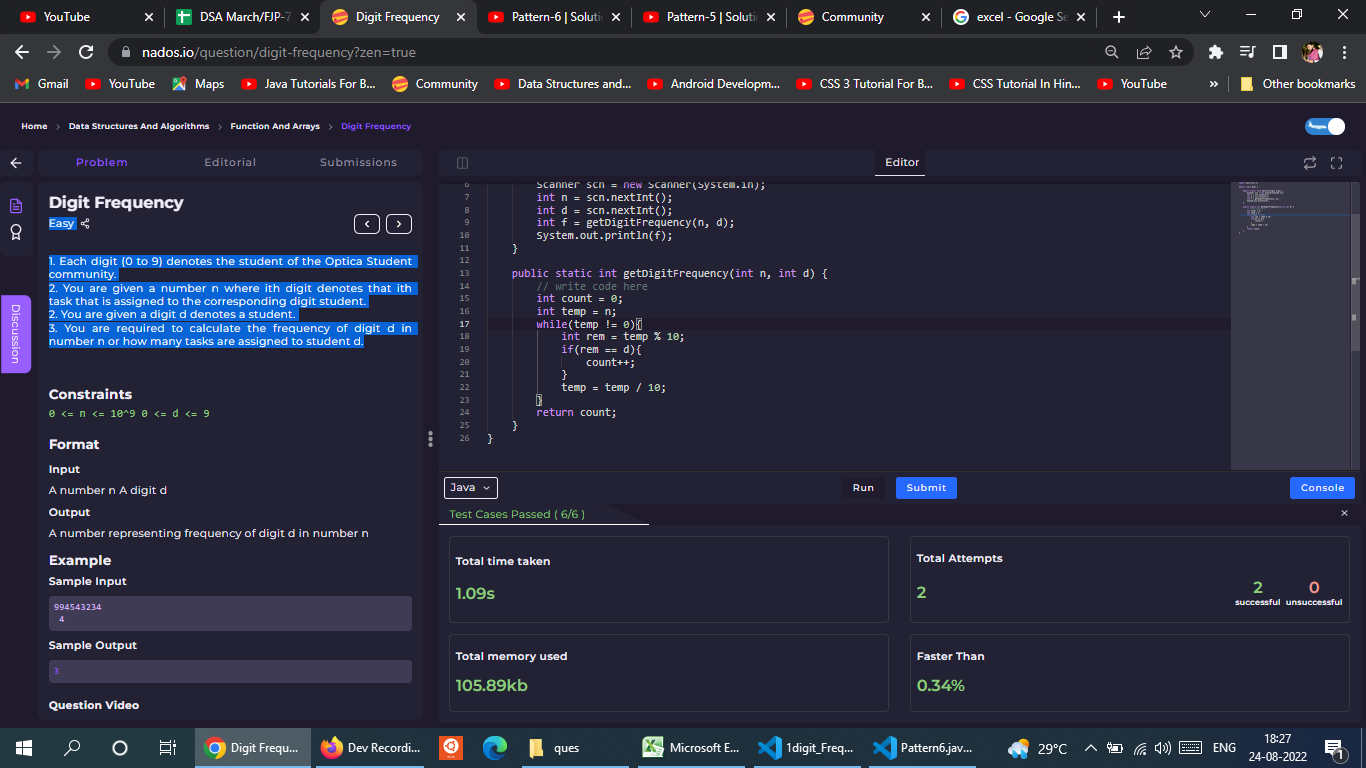 YouTube
DSA March/FJP-7
Digit Frequency
Pattern-6 | Soluti
Pattern-5 | Soluti
Community
excel - Google Se
nados.io/question/digit-frequency?zen=true
Gmail
YouTube
Maps
Java Tutorials For B...
Community
Data Structures and...
Android Developm...
CSS 3 Tutorial For B...
CSS Tutorial In Hin...
YouTube
»
Other bookmarks
Home > Data Structures And Algorithms > Function And Arrays > Digit Frequency
Problem
Editorial
Submissions
Discussion
Digit Frequency
Easy
1. Each digit (0 to 9) denotes the student of the Optica Student
community.
2. You are given a number n where ith digit denotes that ith
task that is assigned to the corresponding digit student.
2. You are given a digit d denotes a student.
3. You are required to calculate the frequency of digit d in
number n or how many tasks are assigned to student d.
Constraints
0 <= n <= 10^9 0 <= d <= 9
Format
Input
A number n A digit d
Output
A number representing frequency of digit d in number n
Example
Sample Input
994543234
4
Sample Output
3
Question Video
Editor
6 Scanner scn = new Scanner(System.in);
7 int n = scn.nextInt();
8 int d = scn.nextInt();
9 int f = getDigitFrequency(n, d);
10 System.out.println(f);
11 }
12
13 public static int getDigitFrequency(int n, int d) {
14 // write code here
15 int count = 0;
16 int temp = n;
17 while(temp != 0){
18 int rem = temp % 10;
19 if(rem == d){
20 count++;
21 }
22 temp = temp / 10;
23 }
24 return count;
25 }
26 }
Java
Run
Submit
Console
Test Cases Passed ( 6/6 )
Total time taken
1.09s
Total Attempts
2
2
successful
0
unsuccessful
Total memory used
105.89kb
Faster Than
0.34%
Digit Frequ...
Dev Recordi...
ques
Microsoft E...
1digit_Freq...
Pattern6.jav...
29°C
ENG
18:27
24-08-2022
1